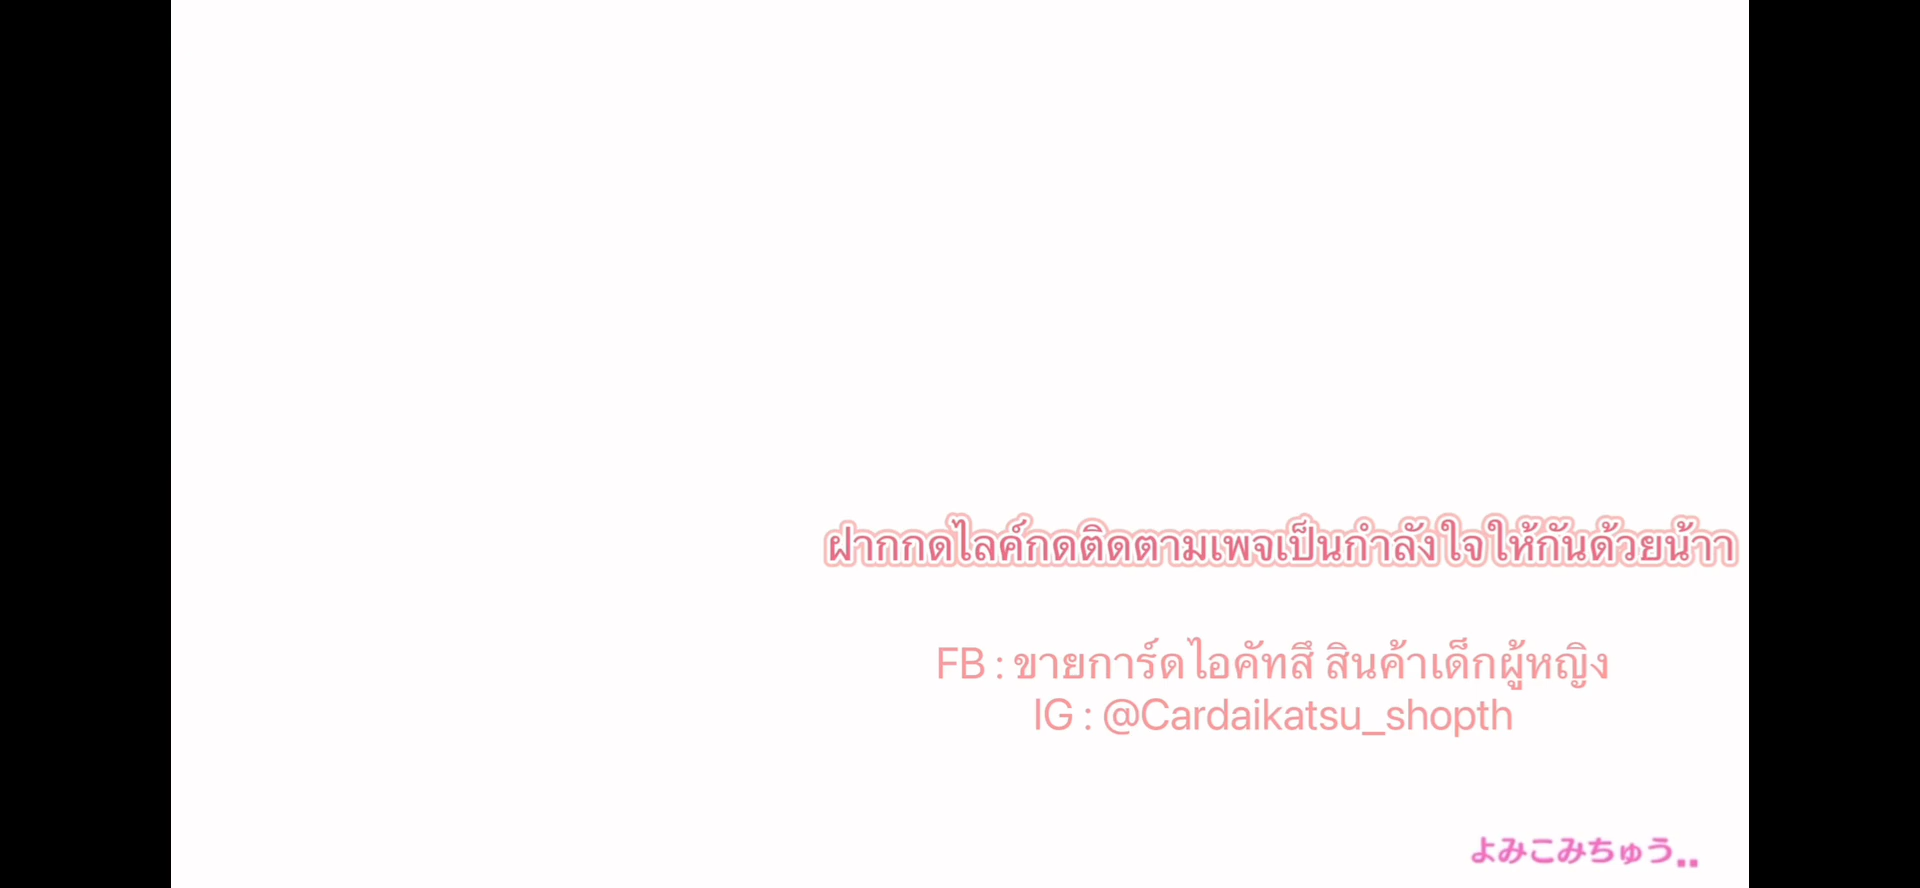 ฝากกดไลค์กดติดตามเพจเป็นกำลังใจให้กันด้วยน้าา
FB : ขายการ์ดไอคัทสึ สินค้าเด็กผู้หญิง
IG : @Cardaikatsu_shopth
よみこみちゅう..